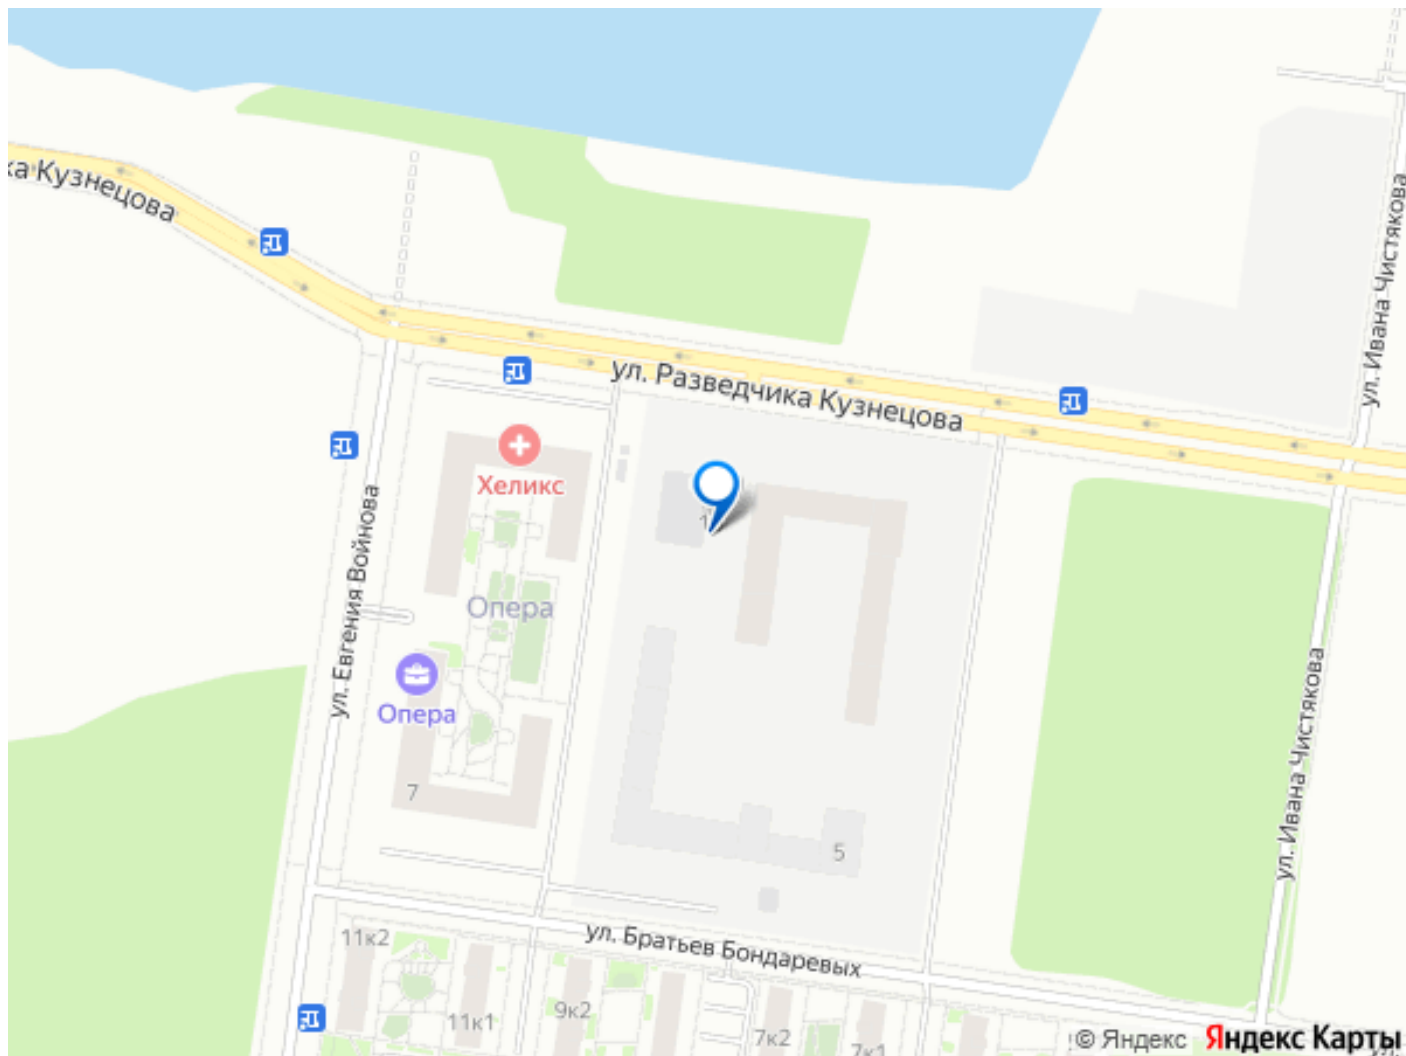 ка Кузнецова
ул. Ивана Чистякова
ул. Разведчика Кузнецова
Хеликс
1
ул. Евгения Войнова
Опера
Опера
7
5
ул. Ивана Чистякова
ул. Братьев Бондаревых
11к2
11к1
9к2
7к2
7к1
© Яндекс Яндекс Карты